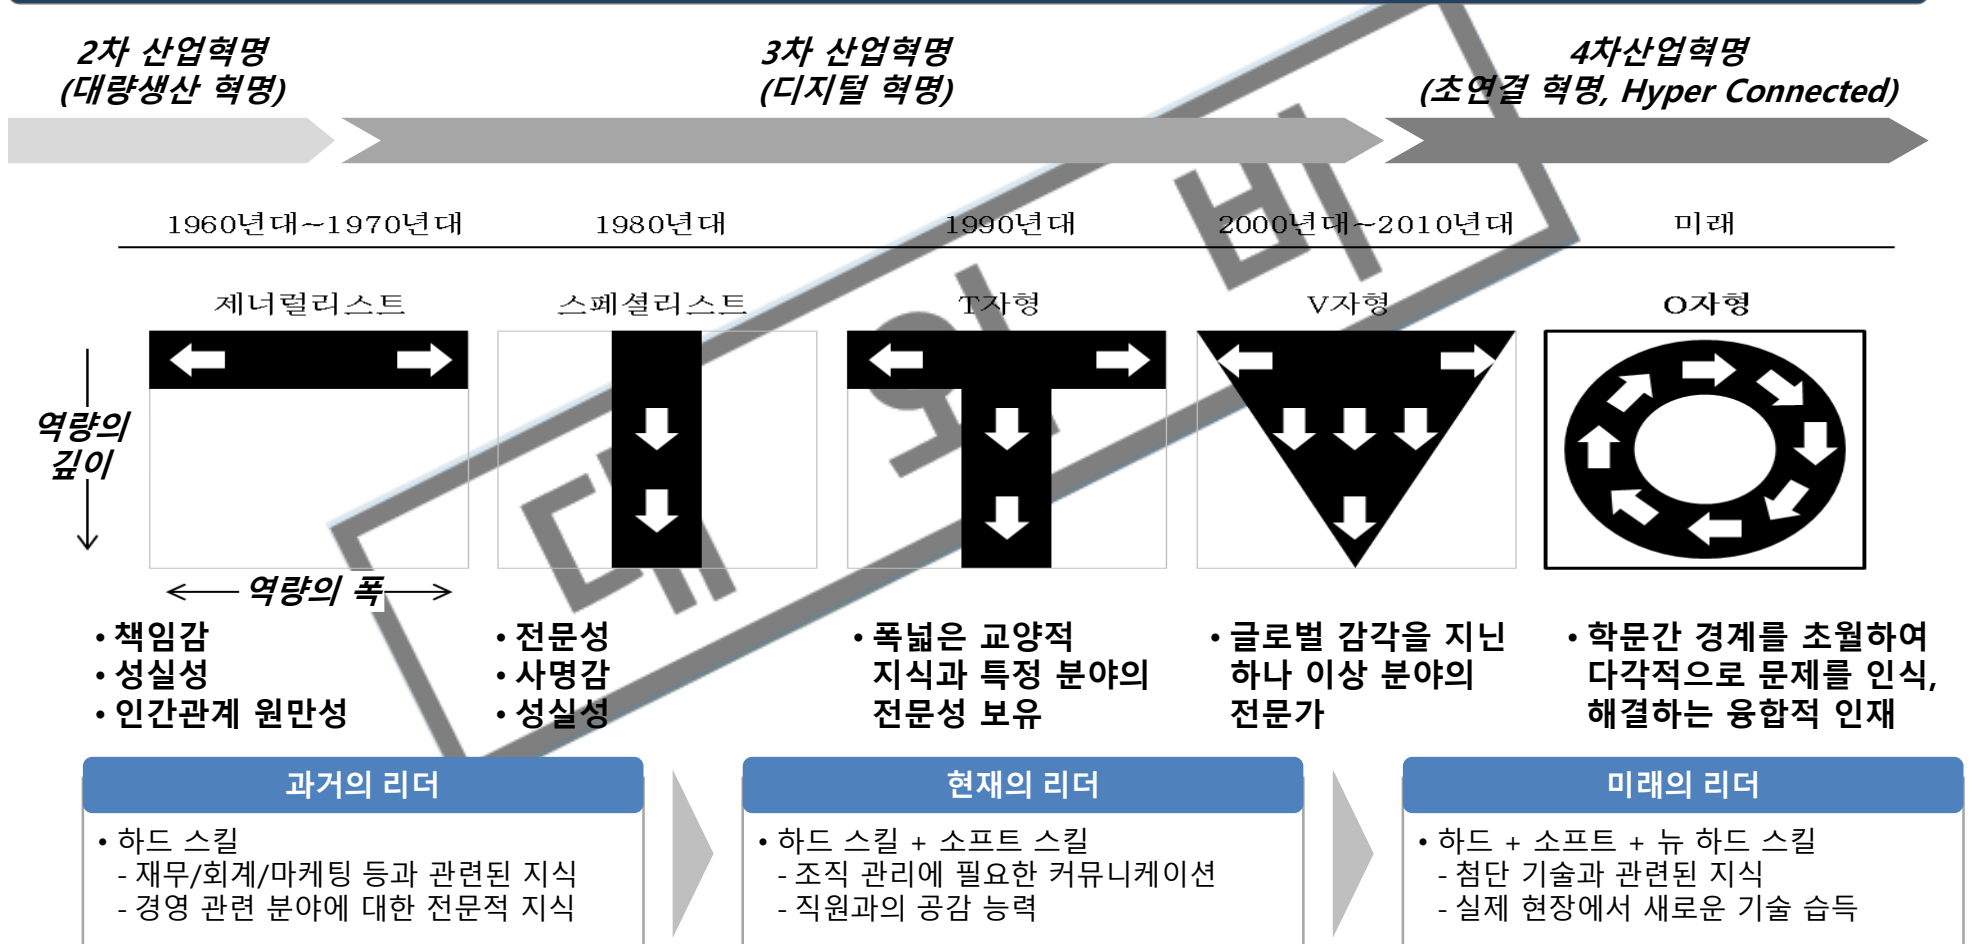 2차 산업혁명
(대량생산 혁명)
3차 산업혁명
(디지털 혁명)
4차산업혁명
(초연결 혁명, Hyper Connected)
1960년대~1970년대
1980년대
1990년대
2000년대~2010년대
미래
제너럴리스트
스페셜리스트
T자형
V자형
O자형
역량의
깊이
역량의 폭
• 책임감
• 성실성
• 인간관계 원만성
• 전문성
• 사명감
• 성실성
• 폭넓은 교양적
지식과 특정 분야의
전문성 보유
• 글로벌 감각을 지닌
하나 이상 분야의
전문가
• 학문간 경계를 초월하여
다각적으로 문제를 인식,
해결하는 융합적 인재
과거의 리더
• 하드 스킬
- 재무/회계/마케팅 등과 관련된 지식
- 경영 관련 분야에 대한 전문적 지식
현재의 리더
• 하드 스킬 + 소프트 스킬
- 조직 관리에 필요한 커뮤니케이션
- 직원과의 공감 능력
미래의 리더
• 하드 + 소프트 + 뉴 하드 스킬
- 첨단 기술과 관련된 지식
- 실제 현장에서 새로운 기술 습득
대외비